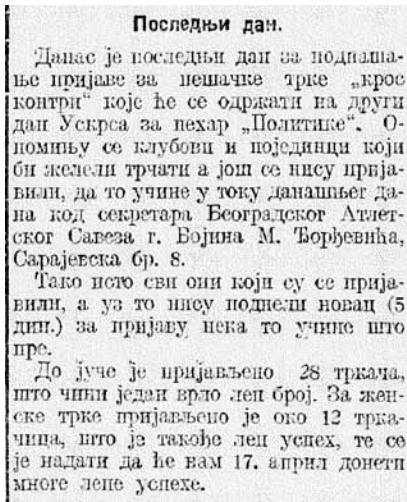 Последњи дан.
Данас је последњи дан за подноша-
ње пријаве за пешачке трке „крос
контри“ које ће се одржати на други
дан Ускрса за пехар „Политике“. О-
помињу се клубови и појединци који
би желели трчати а још се нису прија-
вили, да то учине у току данашњег да-
на код секретара Београдског Атлет-
ског Савеза г. Бојина М. Ђорђевића,
Сарајевска бр. 8.
Тако исто сви они који су се прија-
вили, а уз то нису поднели новац (5
дин.) за пријаву нека то учине што
пре.
До јуче је пријављено 28 тркача,
што чини један врло леп број. За жен-
ске трке пријављено је око 12 трка-
чица, што је такође леп успех, те се
је надати да ће нам 17. април донети
многе лепе успехе.